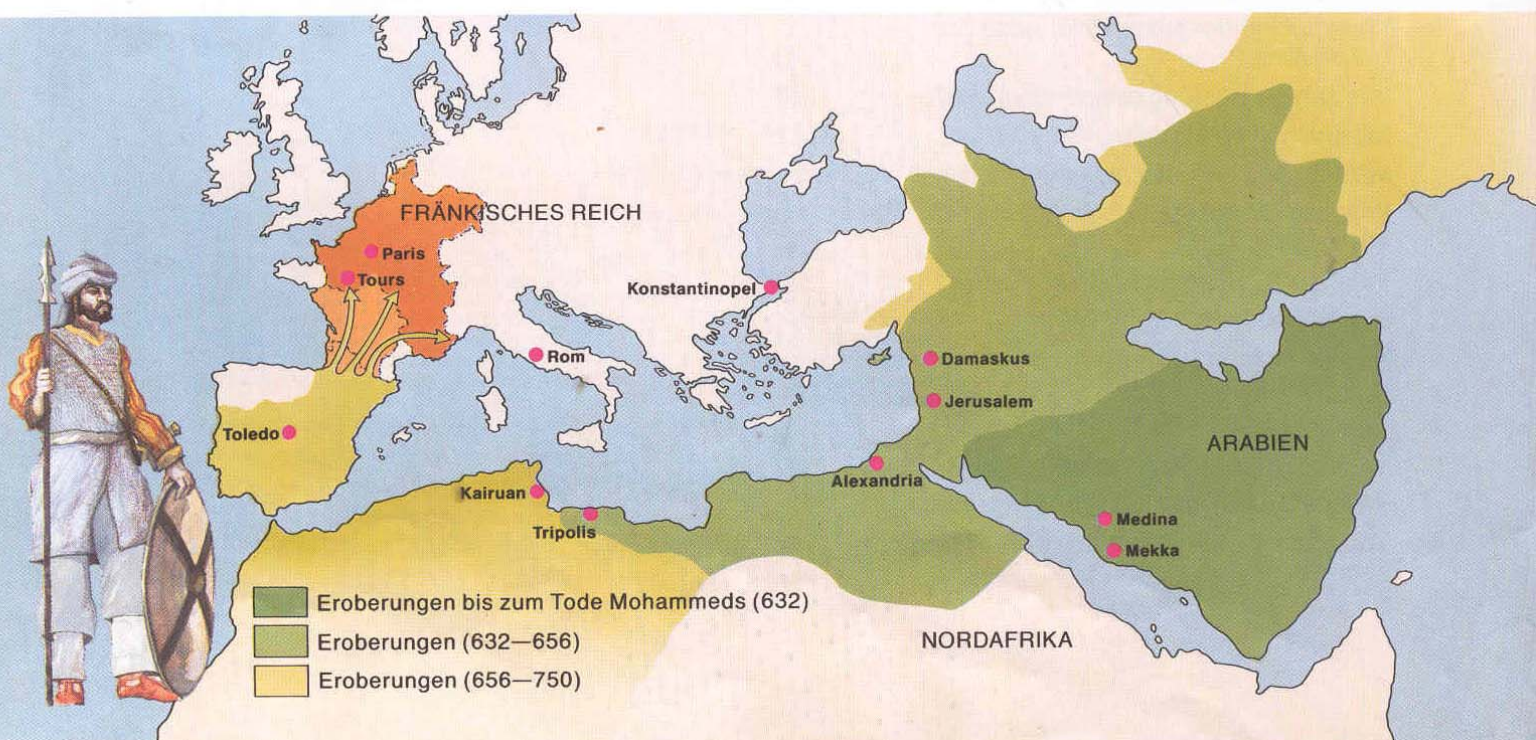 FRÄNKISCHES REICH
Paris
Tours
Konstantinopel
Rom
Damaskus
Jerusalem
Toledo
ARABIEN
Kairuan
Alexandria
Tripolis
Medina
Mekka
Eroberungen bis zum Tode Mohammeds (632)
Eroberungen (632—656)
NORDAFRIKA
Eroberungen (656—750)